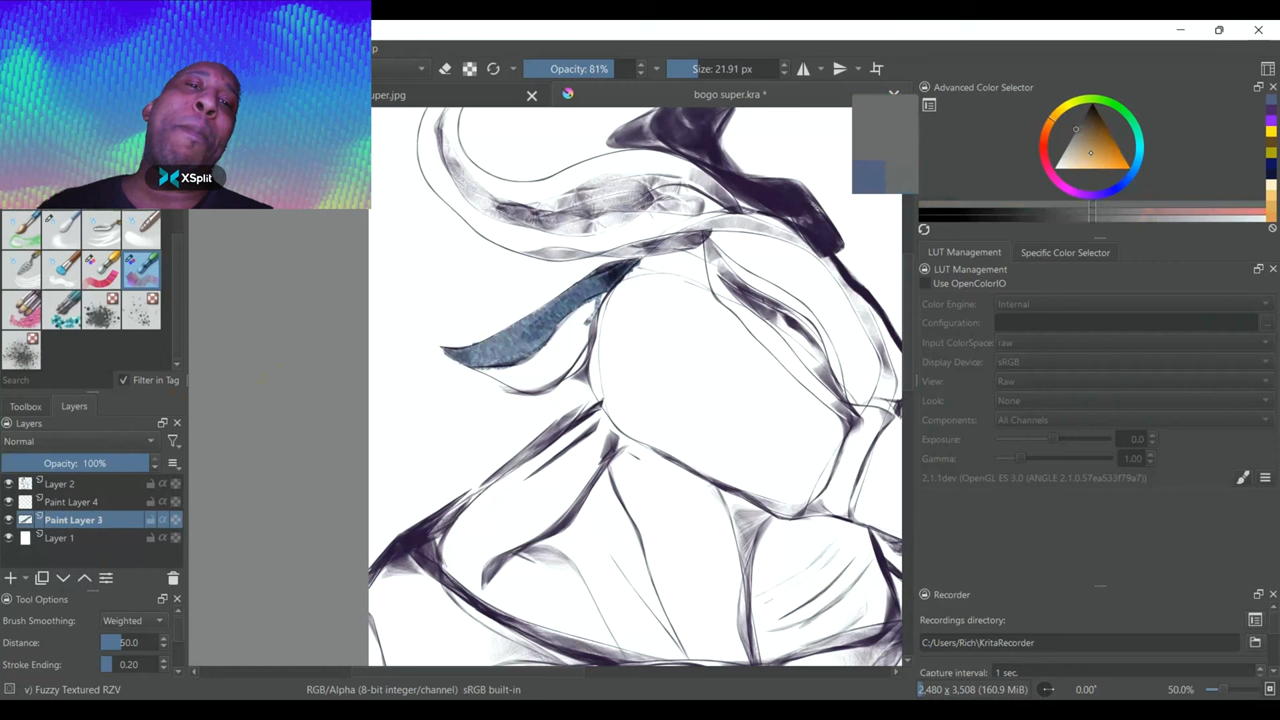 p
Opacity: 81%
Size: 21.91 px
uper.jpg
bogo super.kra *
Advanced Color Selector
XSplit
LUT Management
Specific Color Selector
LUT Management
Use OpenColorIO
Color Engine:
Internal
Configuration:
...
Input ColorSpace:
raw
Display Device:
sRGB
View:
Raw
Look:
None
Components:
All Channels
Exposure:
0.0
Gamma:
1.00
2.1.1dev (OpenGL ES 3.0 (ANGLE 2.1.0.57ea533f79a7))
Search
Filter in Tag
Toolbox
Layers
Layers
Normal
Opacity: 100%
Layer 2
Paint Layer 4
Paint Layer 3
Layer 1
Tool Options
Brush Smoothing:
Weighted
Distance:
50.0
Stroke Ending:
0.20
Recorder
Recordings directory:
C:/Users/Rich/KritaRecorder
Capture interval:
1 sec.
v) Fuzzy Textured RZV
RGB/Alpha (8-bit integer/channel) sRGB built-in
2,480 x 3,508 (160.9 MiB)
0.00°
50.0%